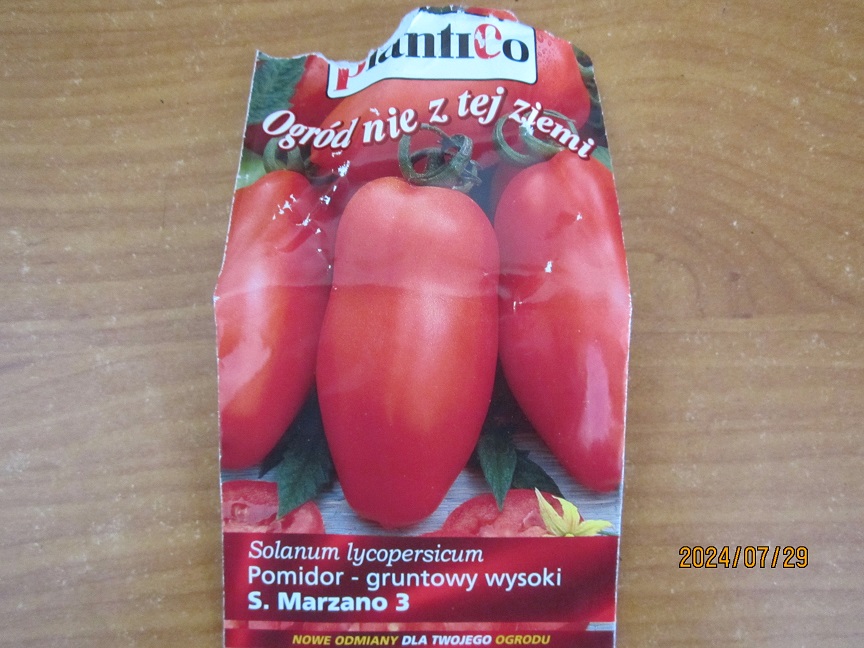 PlantiCo
Ogród nie z tej ziemi
Solanum lycopersicum
Pomidor - gruntowy wysoki
S. Marzano 3
NOWE ODMIANY DLA TWOJEGO OGRODU
2024/07/29